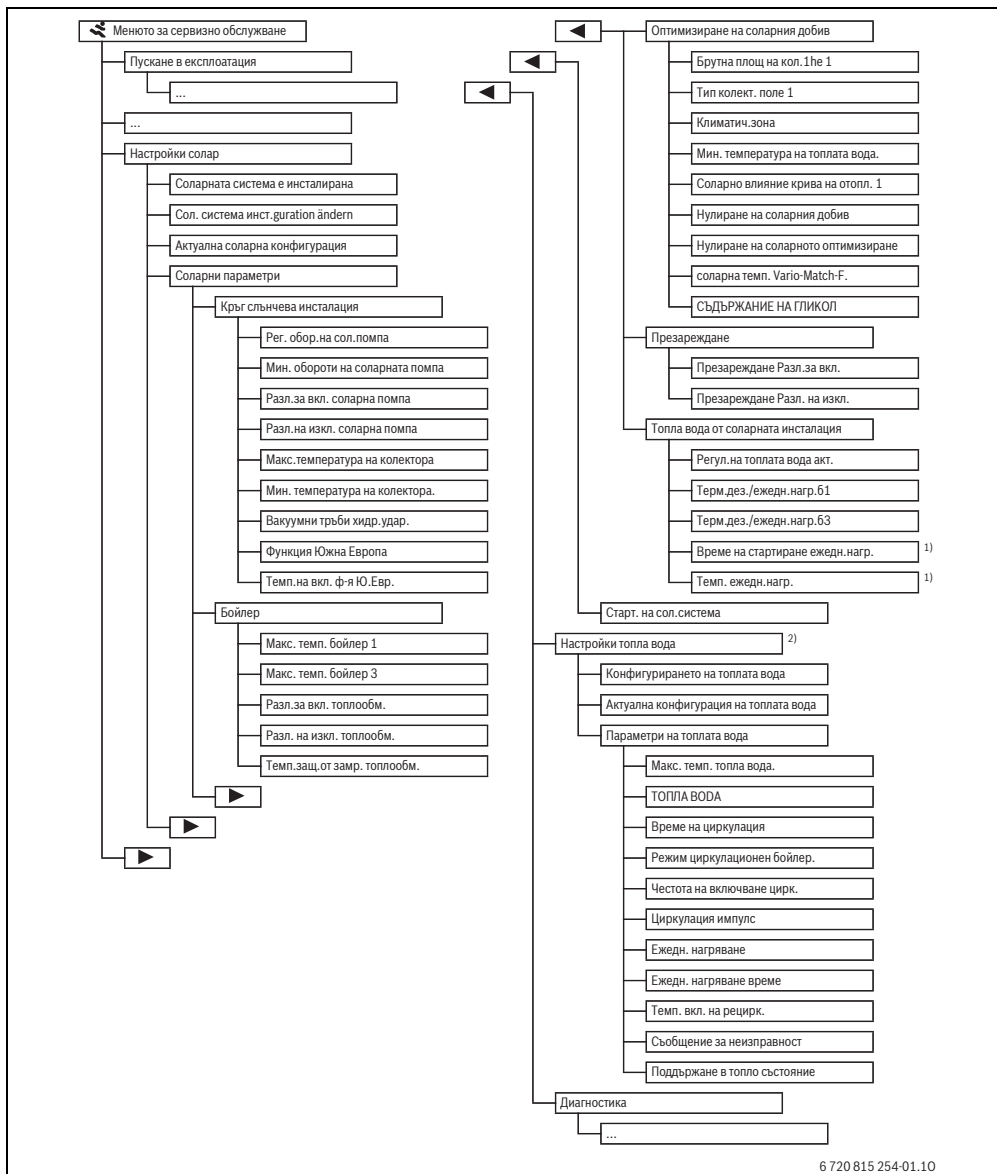 Менюто за сервизно обслужване
Пускане в експлоатация
...
...
Настройки солар
Соларната система е инсталирана
Сол. система инст.guration ändern
Актуална соларна конфигурация
Соларни параметри
Кръг слънчева инсталация
Рег. обор.на сол.помпа
Мин. обороти на соларната помпа
Разл.за вкл. соларна помпа
Разл.на изкл. соларна помпа
Макс.температура на колектора
Мин. температура на колектора.
Вакуумни тръби хидр.удар.
Функция Южна Европа
Темп.на вкл. ф-я Ю.Евр.
Бойлер
Макс. темп. бойлер 1
Макс. темп. бойлер 3
Разл.за вкл. топлообм.
Разл. на изкл. топлообм.
Темп.защ.от замр. топлообм.
Оптимизиране на соларния добив
Брутна площ на кол.1he 1
Тип колект. поле 1
Климатич.зона
Мин. температура на топлата вода.
Соларно влияние крива на отопл. 1
Нулиране на соларния добив
Нулиране на соларното оптимизиране
соларна темп. Vario-Match-F.
СЪДЪРЖАНИЕ НА ГЛИКОЛ
Презареждане
Презареждане Разл.за вкл.
Презареждане Разл. на изкл.
Топла вода от соларната инсталация
Регул.на топлата вода акт.
Терм.дез./ежедн.нагр.б1
Терм.дез./ежедн.нагр.б3
Време на стартиране ежедн.нагр. 1)
Темп. ежедн.нагр. 1)
Старт. на сол.система
Настройки топла вода 2)
Конфигурирането на топлата вода
Актуална конфигурация на топлата вода
Параметри на топлата вода
Макс. темп. топла вода.
ТОПЛА ВОДА
Време на циркулация
Режим циркулационен бойлер.
Честота на включване цирк.
Циркулация импулс
Ежедн. нагряване
Ежедн. нагряване време
Темп. вкл. на рецирк.
Съобщение за неизправност
Поддържане в топло състояние
Диагностика
...
6 720 815 254-01.1O